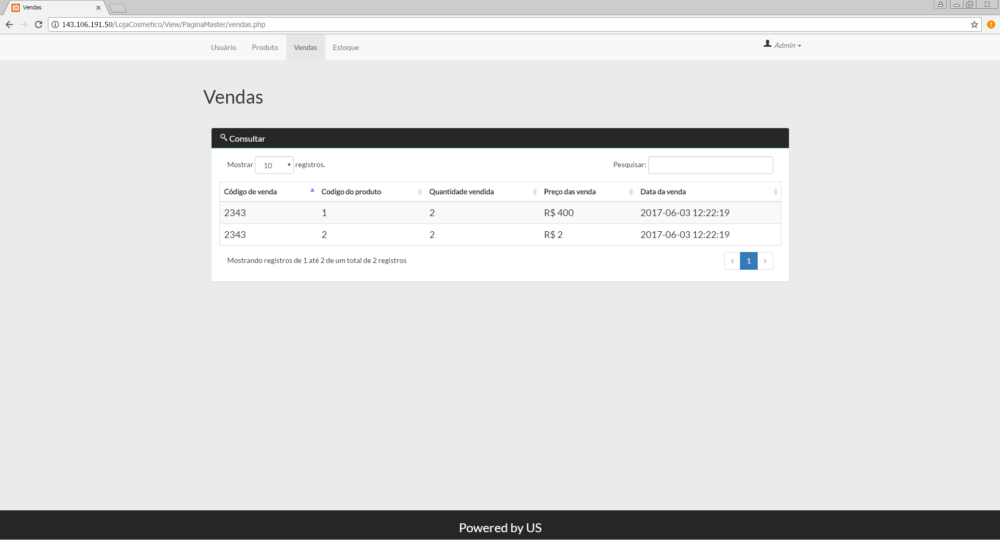 Vendas
143.106.191.50/LojaCosmetico/View/PaginaMaster/vendas.php
Usuário Produto Vendas Estoque Admin
Vendas
Consultar
Mostrar 10 registros. Pesquisar:
Código de venda Codigo do produto Quantidade vendida Preço das venda Data da venda
2343 1 2 R$ 400 2017-06-03 12:22:19
2343 2 2 R$ 2 2017-06-03 12:22:19
Mostrando registros de 1 até 2 de um total de 2 registros
‹ 1 ›
Powered by US